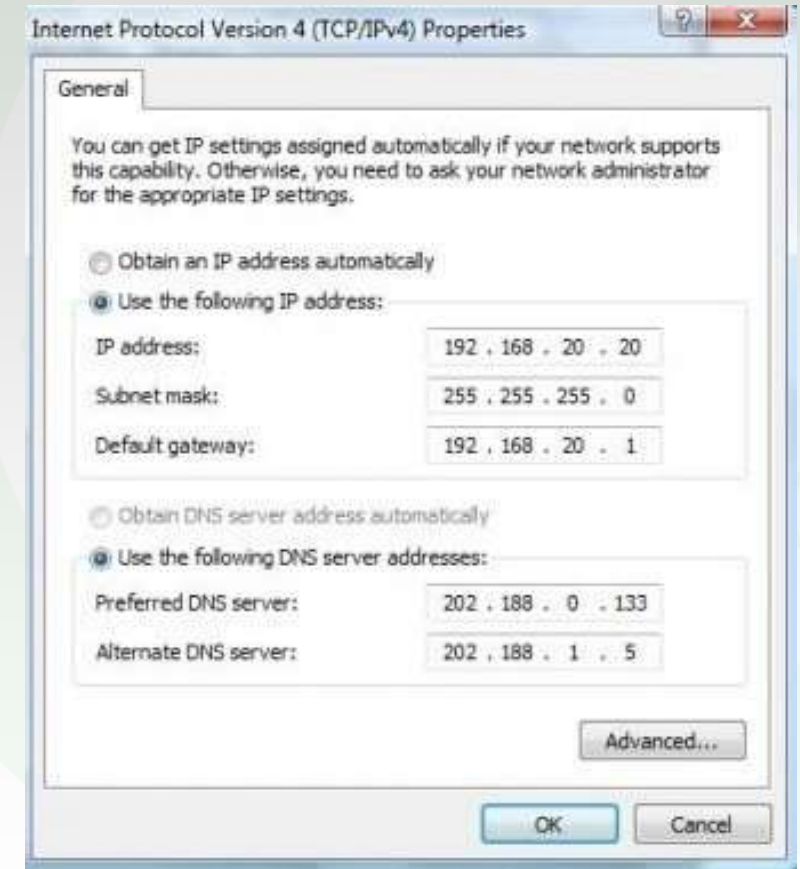 Internet Protocol Version 4 (TCP/IPv4) Properties
?
General
You can get IP settings assigned automatically if your network supports
this capability. Otherwise, you need to ask your network administrator
for the appropriate IP settings.
Obtain an IP address automatically
Use the following IP address:
IP address: 192 . 168 . 20 . 20
Subnet mask: 255 . 255 . 255 . 0
Default gateway: 192 . 168 . 20 . 1
Obtain DNS server address automatically
Use the following DNS server addresses:
Preferred DNS server: 202 . 188 . 0 . 133
Alternate DNS server: 202 . 188 . 1 . 5
Advanced...
OK Cancel